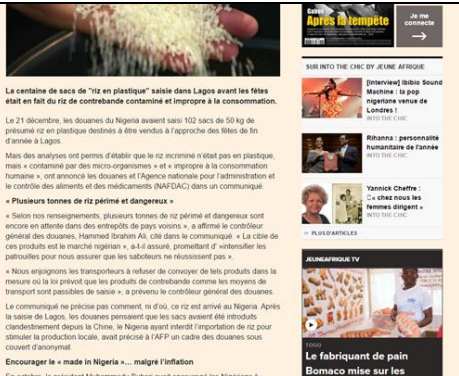 La centaine de sacs de "riz en plastique" saisie dans Lagos avant les fêtes
était en fait du riz de contrebande contaminé et impropre à la consommation.
Le 21 décembre, les douanes du Nigeria avaient saisi 102 sacs de 50 kg de
présumé riz en plastique destinés à être vendus à l'approche des fêtes de fin
d'année à Lagos.
Mais des analyses ont permis d'établir que le riz incriminé n'était pas en plastique,
mais « contaminé par des micro-organismes » et « impropre à la consommation
humaine », ont annoncé les douanes et l'Agence nationale pour l'administration et
le contrôle des aliments et des médicaments (NAFDAC) dans un communiqué.
« Plusieurs tonnes de riz périmé et dangereux »
« Selon nos renseignements, plusieurs tonnes de riz périmé et dangereux sont
encore en attente dans des entrepôts de pays voisins », a affirmé le contrôleur
général des douanes, Hammed Ibrahim Ali, cité dans le communiqué. « La cible de
ces produits est le marché nigérian », a-t-il assuré, promettant d' «intensifier les
patrouilles pour nous assurer que les saboteurs ne réussissent pas ».
« Nous enjoignons les transporteurs à refuser de convoyer de tels produits dans la
mesure où la loi prévoit que les produits de contrebande comme les moyens de
transport sont passibles de saisie », a prévenu le contrôleur général des douanes.
Le communiqué ne précise pas comment, ni d'où, ce riz est arrivé au Nigeria. Après
la saisie de Lagos, les douanes pensaient que les sacs avaient été introduits
clandestinement depuis la Chine, le Nigeria ayant interdit l'importation de riz pour
stimuler la production locale, avait précisé à l'AFP un cadre des douanes sous
couvert d'anonymat.
Encourager le « made in Nigeria »... malgré l'inflation
Gabon
Après la tempête
Je me
connecte
SUR INTO THE CHIC BY JEUNE AFRIQUE
[Interview] Ibibio Sound
Machine : la pop
nigeriane venue de
Londres !
INTO THE CHIC
Rihanna : personnalité
humanitaire de l'année
INTO THE CHIC
Yannick Cheffre :
« chez nous les
femmes dirigent »
INTO THE CHIC
PLUS D'ARTICLES
JEUNEAFRIQUE TV
TOGO
Le fabriquant de pain
Bomaco mise sur les